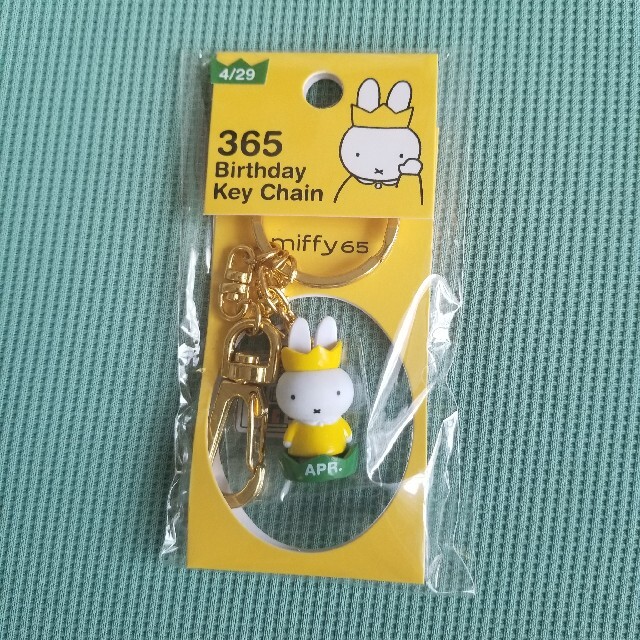 4/29
365
Birthday
Key Chain
miffy65
APR.